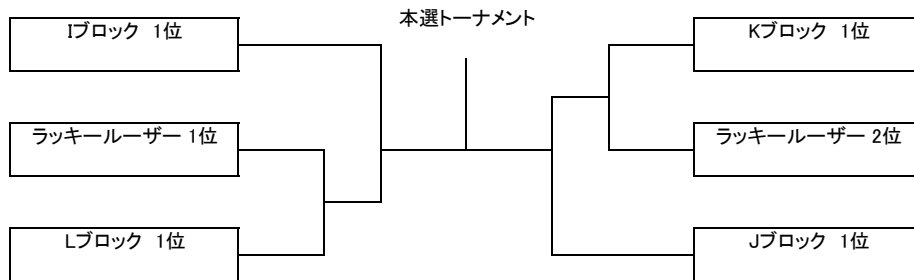 本選トーナメント
Iブロック 1位
Kブロック 1位
ラッキールーザー 1位
ラッキールーザー 2位
Lブロック 1位
Jブロック 1位